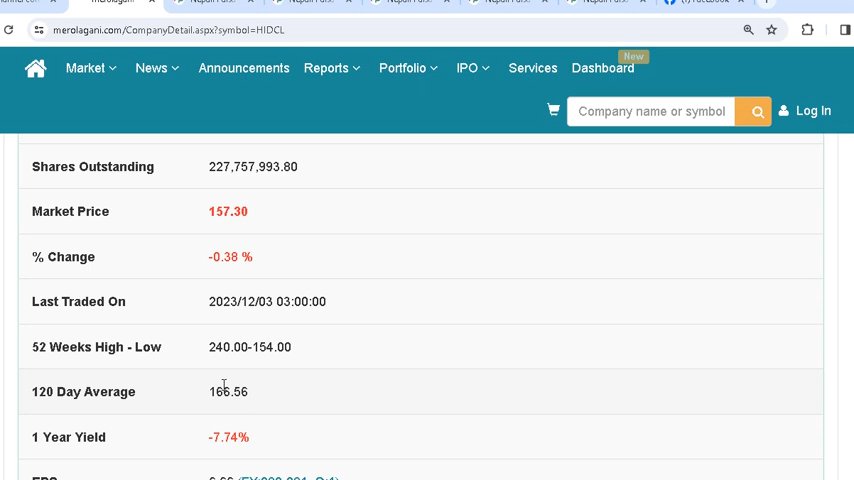 merolagani.com/CompanyDetail.aspx?symbol=HIDCL
New
Market News Announcements Reports Portfolio IPO Services Dashboard
Company name or symbol Log In
Shares Outstanding 227,757,993.80
Market Price 157.30
% Change -0.38 %
Last Traded On 2023/12/03 03:00:00
52 Weeks High - Low 240.00-154.00
120 Day Average 166.56
1 Year Yield -7.74%